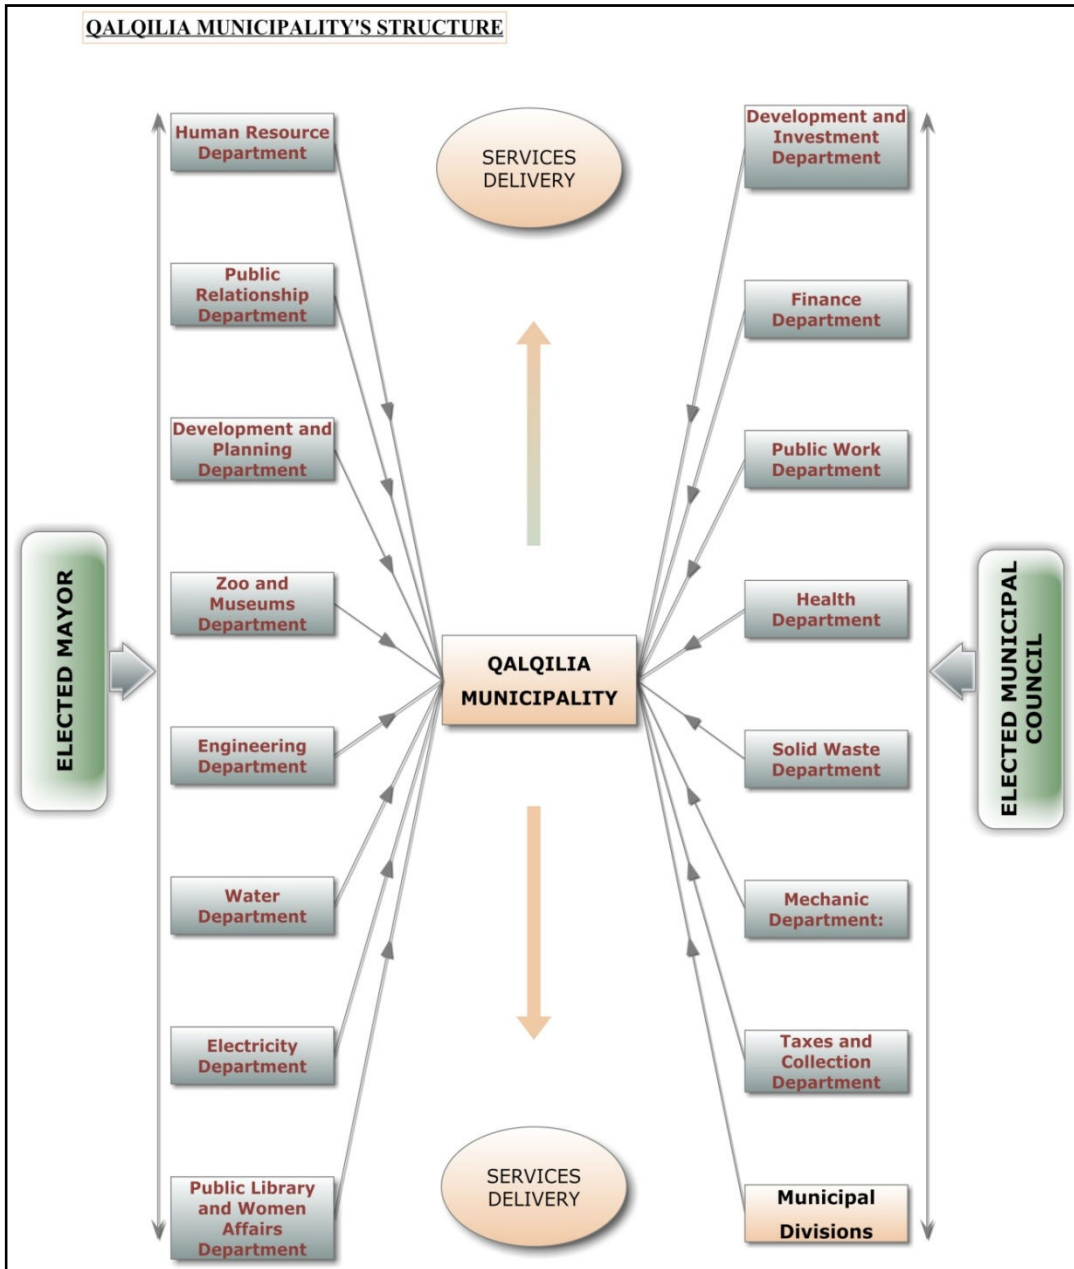 QALQILIA MUNICIPALITY'S STRUCTURE
Human Resource
Department
Public
Relationship
Department
Development and
Planning
Department
Zoo and
Museums
Department
Engineering
Department
Water
Department
Electricity
Department
Public Library
and Women
Affairs
Department
ELECTED MAYOR
SERVICES
DELIVERY
QALQILIA
MUNICIPALITY
SERVICES
DELIVERY
Development and
Investment
Department
Finance
Department
Public Work
Department
Health
Department
Solid Waste
Department
Mechanic
Department:
Taxes and
Collection
Department
Municipal
Divisions
ELECTED MUNICIPAL
COUNCIL